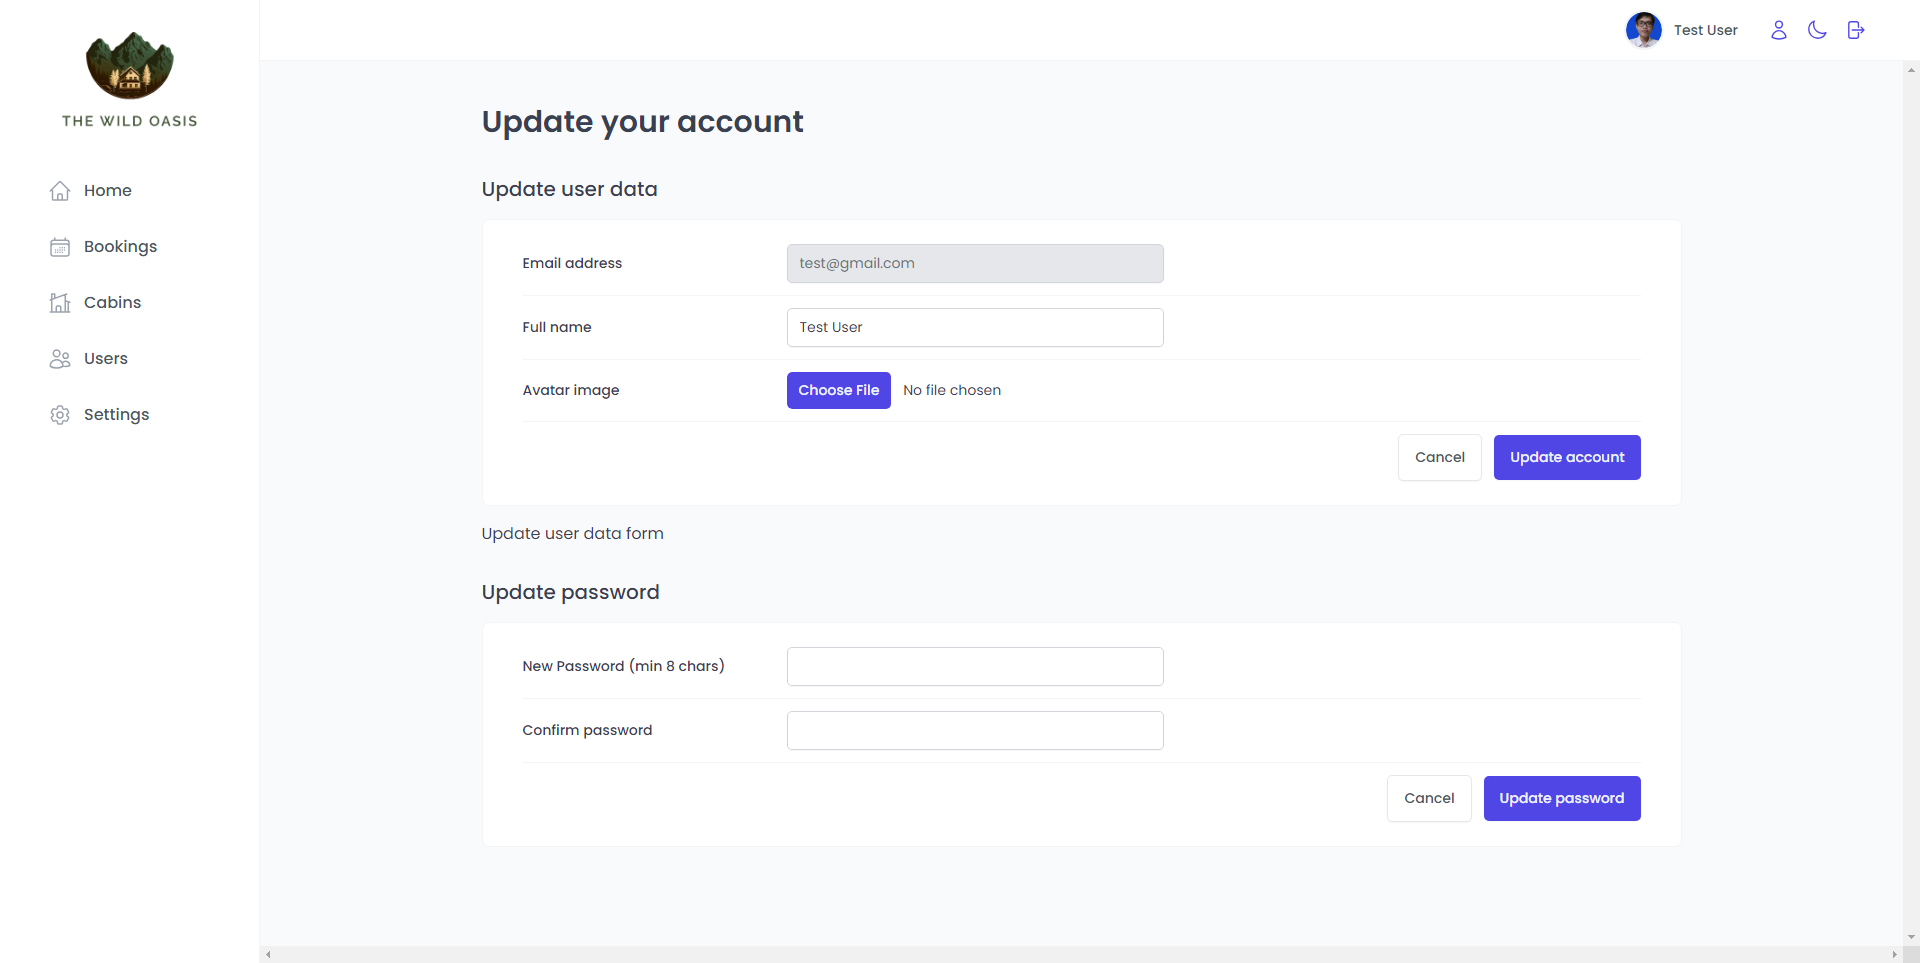 THE WILD OASIS
Home
Bookings
Cabins
Users
Settings
Test User
Update your account
Update user data
Email address
test@gmail.com
Full name
Test User
Avatar image
Choose File No file chosen
Cancel
Update account
Update user data form
Update password
New Password (min 8 chars)
Confirm password
Cancel
Update password